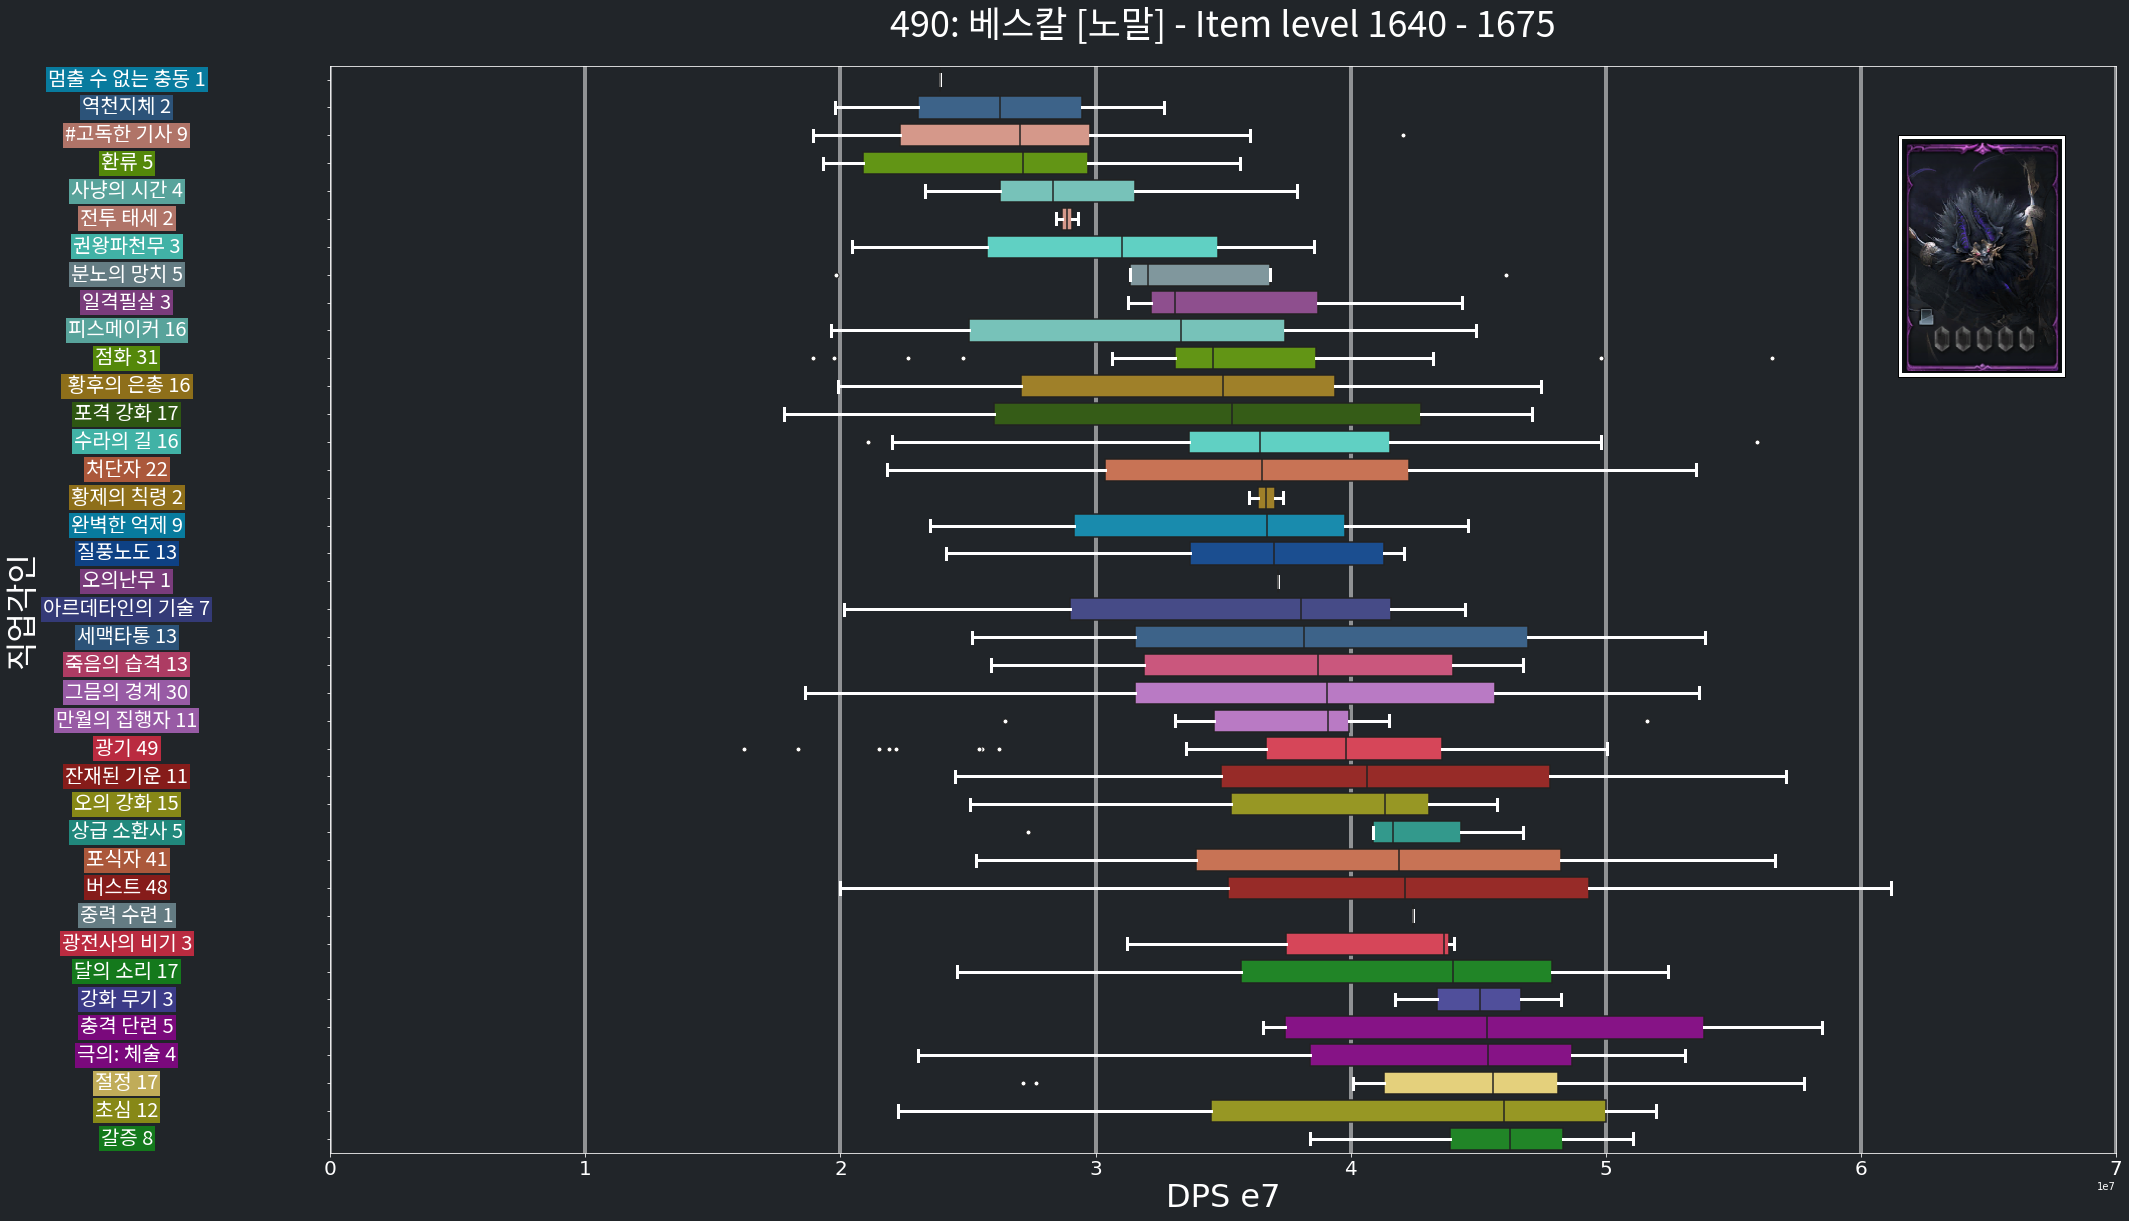 490: 베스칼 [노말] - Item level 1640 - 1675
멈출 수 없는 충동 1
역천지체 2
#고독한 기사 9
환류 5
사냥의 시간 4
전투 태세 2
권왕파천무 3
분노의 망치 5
일격필살 3
피스메이커 16
점화 31
황후의 은총 16
포격 강화 17
수라의 길 16
처단자 22
황제의 칙령 2
완벽한 억제 9
질풍노도 13
오의난무 1
아르데타인의 기술 7
세맥타통 13
죽음의 습격 13
그믐의 경계 30
만월의 집행자 11
광기 49
잔재된 기운 11
오의 강화 15
상급 소환사 5
포식자 41
버스트 48
중력 수련 1
광전사의 비기 3
달의 소리 17
강화 무기 3
충격 단련 5
극의: 체술 4
절정 17
초심 12
갈증 8
직업각인
0 1 2 3 4 5 6 7
1e7
DPS e7